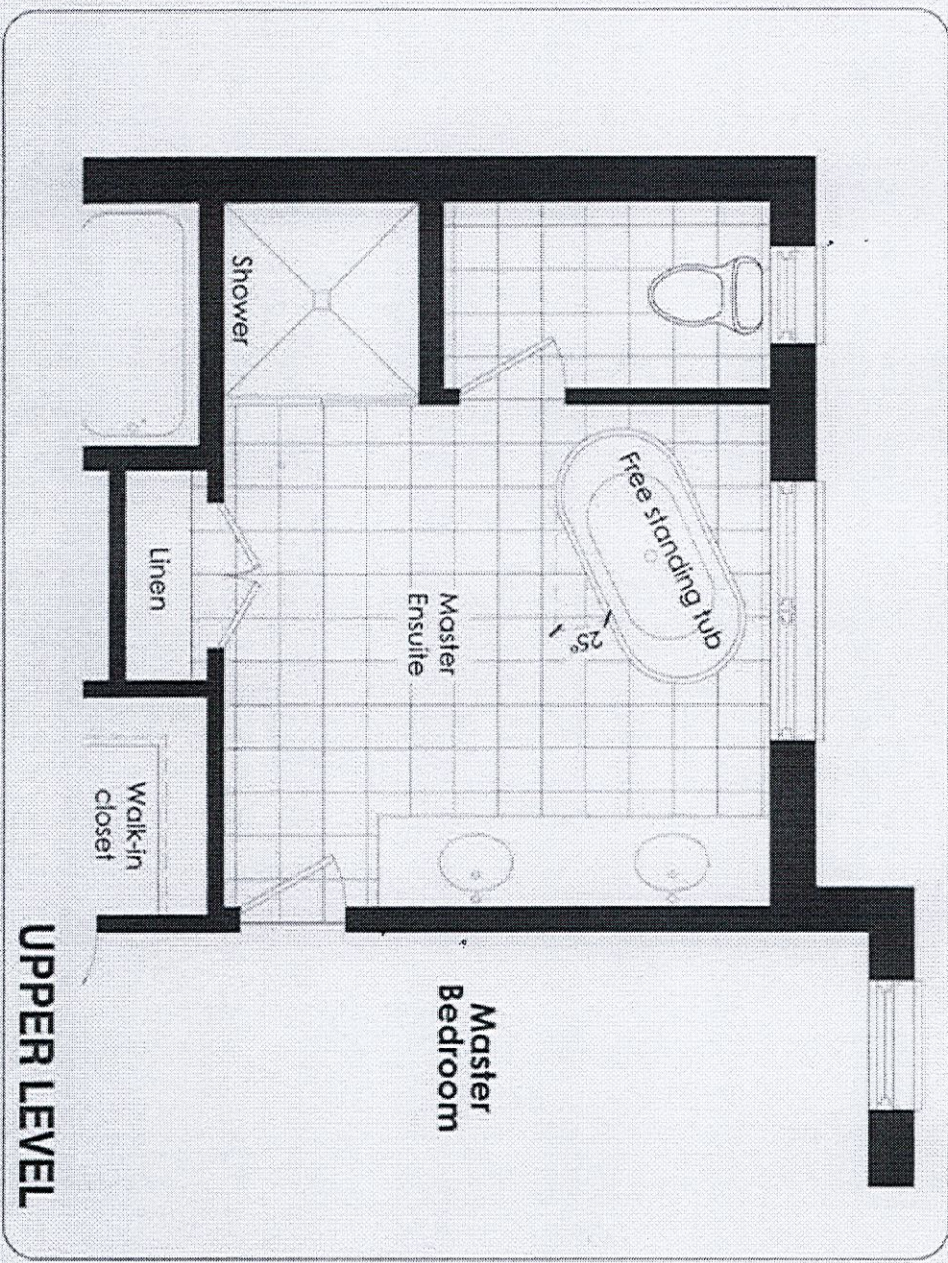 Free standing tub
25°
Shower
Master
Ensuite
Linen
Master
Bedroom
Walk-in
closet
UPPER LEVEL